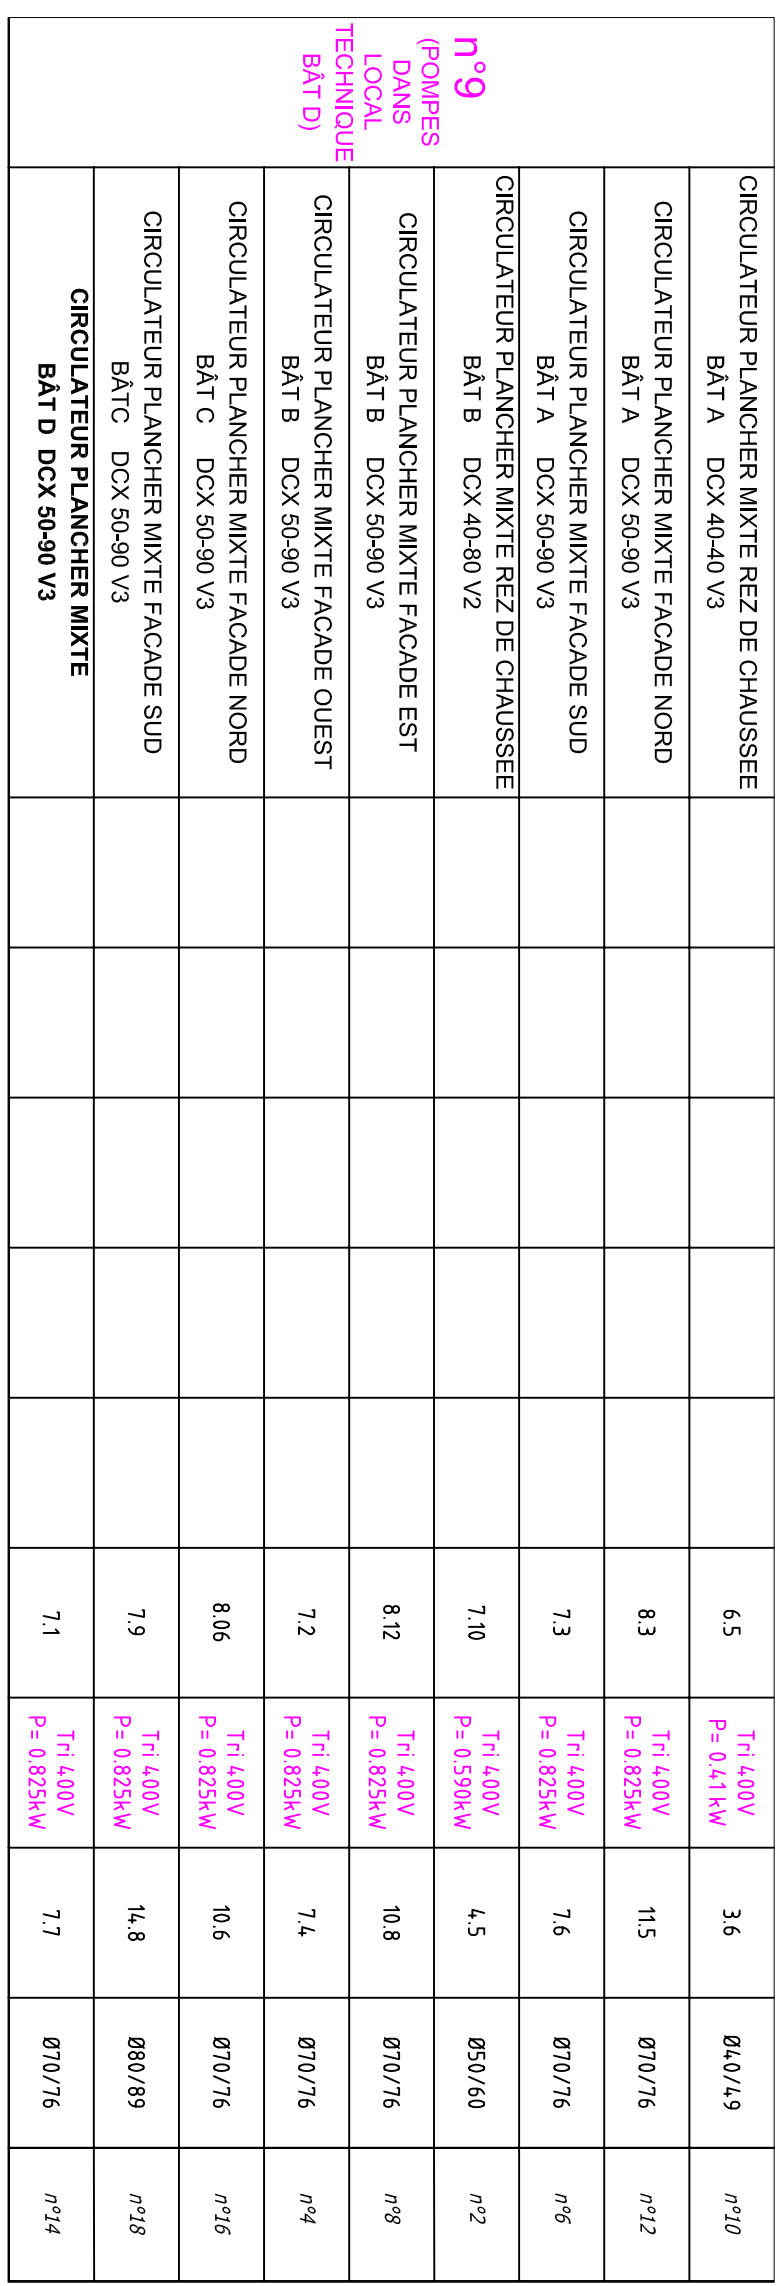 n°9
(POMPES
DANS
LOCAL
TECHNIQUE
BÂT D)
CIRCULATEUR PLANCHER MIXTE REZ DE CHAUSSEE
BÂT A DCX 40-40 V3
6.5
Tri 400V
P= 0.41 kW
3.6
Ø40/49
n°10
CIRCULATEUR PLANCHER MIXTE FACADE NORD
BÂT A DCX 50-90 V3
8.3
Tri 400V
P= 0.825kW
11.5
Ø70/76
n°12
CIRCULATEUR PLANCHER MIXTE FACADE SUD
BÂT A DCX 50-90 V3
7.3
Tri 400V
P= 0.825kW
7.6
Ø70/76
n°6
CIRCULATEUR PLANCHER MIXTE REZ DE CHAUSSEE
BÂT B DCX 40-80 V2
7.10
Tri 400V
P= 0.590kW
4.5
Ø50/60
n°2
CIRCULATEUR PLANCHER MIXTE FACADE EST
BÂT B DCX 50-90 V3
8.12
Tri 400V
P= 0.825kW
10.8
Ø70/76
n°8
CIRCULATEUR PLANCHER MIXTE FACADE OUEST
BÂT B DCX 50-90 V3
7.2
Tri 400V
P= 0.825kW
7.4
Ø70/76
n°4
CIRCULATEUR PLANCHER MIXTE FACADE NORD
BÂT C DCX 50-90 V3
8.06
Tri 400V
P= 0.825kW
10.6
Ø70/76
n°16
CIRCULATEUR PLANCHER MIXTE FACADE SUD
BÂTC DCX 50-90 V3
7.9
Tri 400V
P= 0.825kW
14.8
Ø80/89
n°18
CIRCULATEUR PLANCHER MIXTE
BÂT D DCX 50-90 V3
7.1
Tri 400V
P= 0.825kW
7.7
Ø70/76
n°14